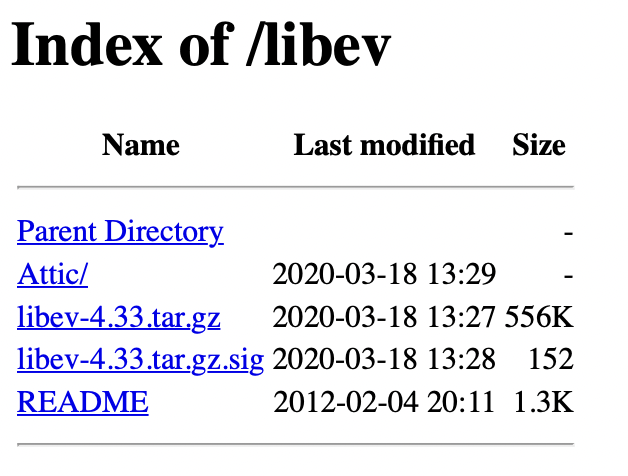 Index of /libev
Name Last modified Size
Parent Directory -
Attic/ 2020-03-18 13:29 -
libev-4.33.tar.gz 2020-03-18 13:27 556K
libev-4.33.tar.gz.sig 2020-03-18 13:28 152
README 2012-02-04 20:11 1.3K